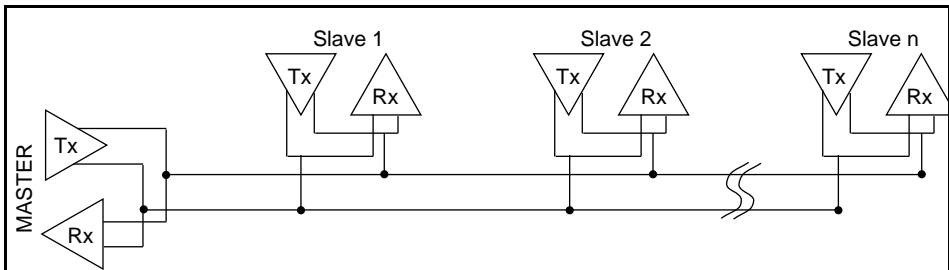 Slave 1
Tx
Rx
Slave 2
Tx
Rx
Slave n
Tx
Rx
MASTER
Tx
Rx